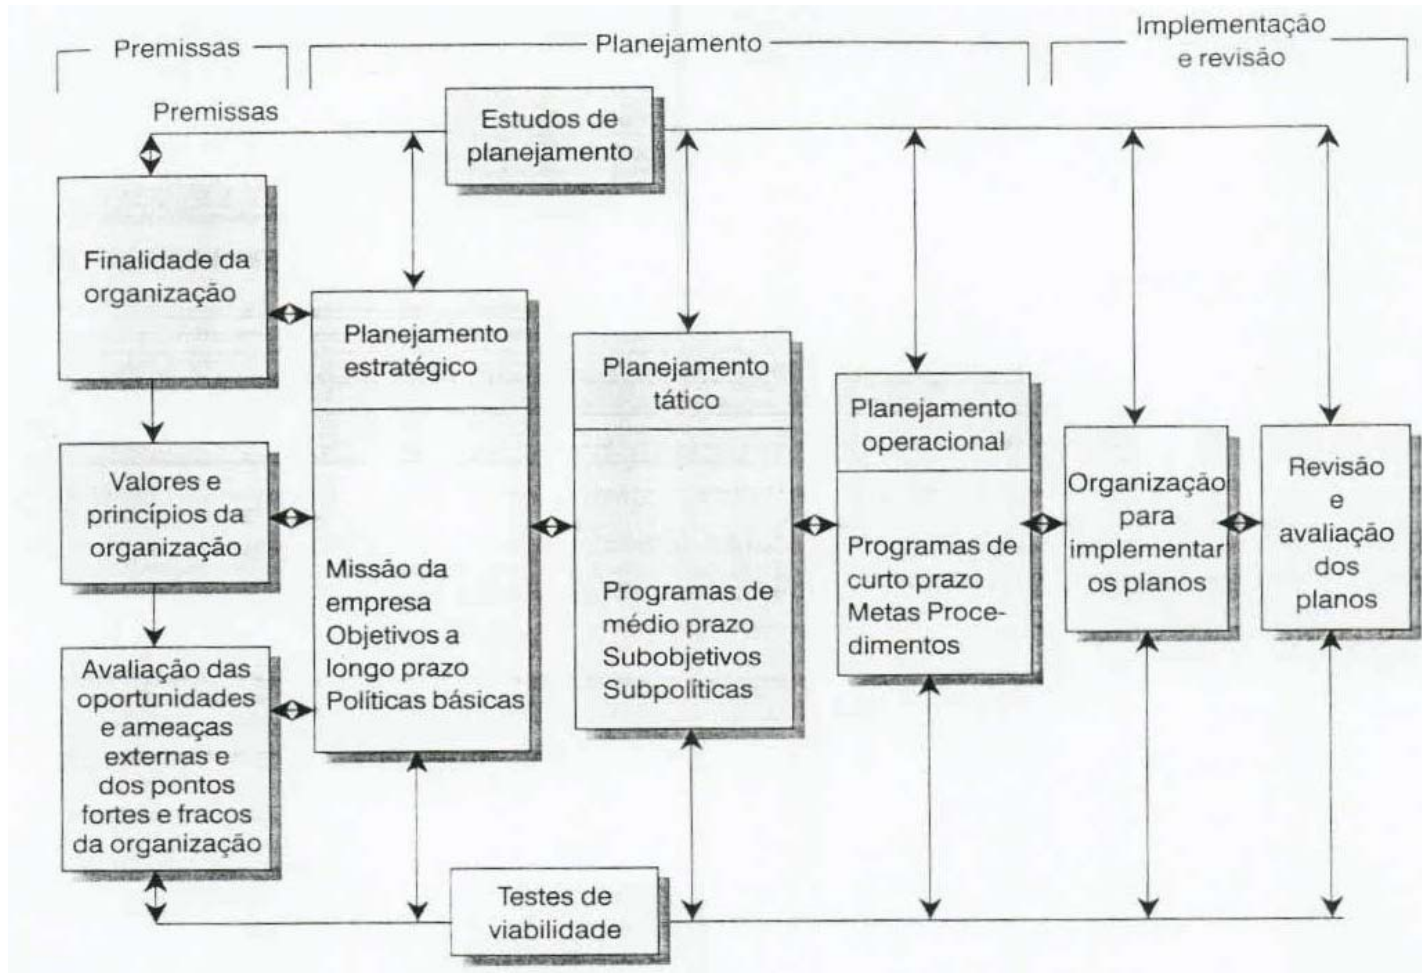 Premissas
Planejamento
Implementação
e revisão
Premissas
Estudos de
planejamento
Finalidade da
organização
Valores e
princípios da
organização
Avaliação das
oportunidades
e ameaças
externas e
dos pontos
fortes e fracos
da organização
Planejamento
estratégico
Missão da
empresa
Objetivos a
longo prazo
Políticas básicas
Planejamento
tático
Programas de
médio prazo
Subobjetivos
Subpolíticas
Planejamento
operacional
Programas de
curto prazo
Metas Proce-
dimentos
Organização
para
implementar
os planos
Revisão
e
avaliação
dos
planos
Testes de
viabilidade